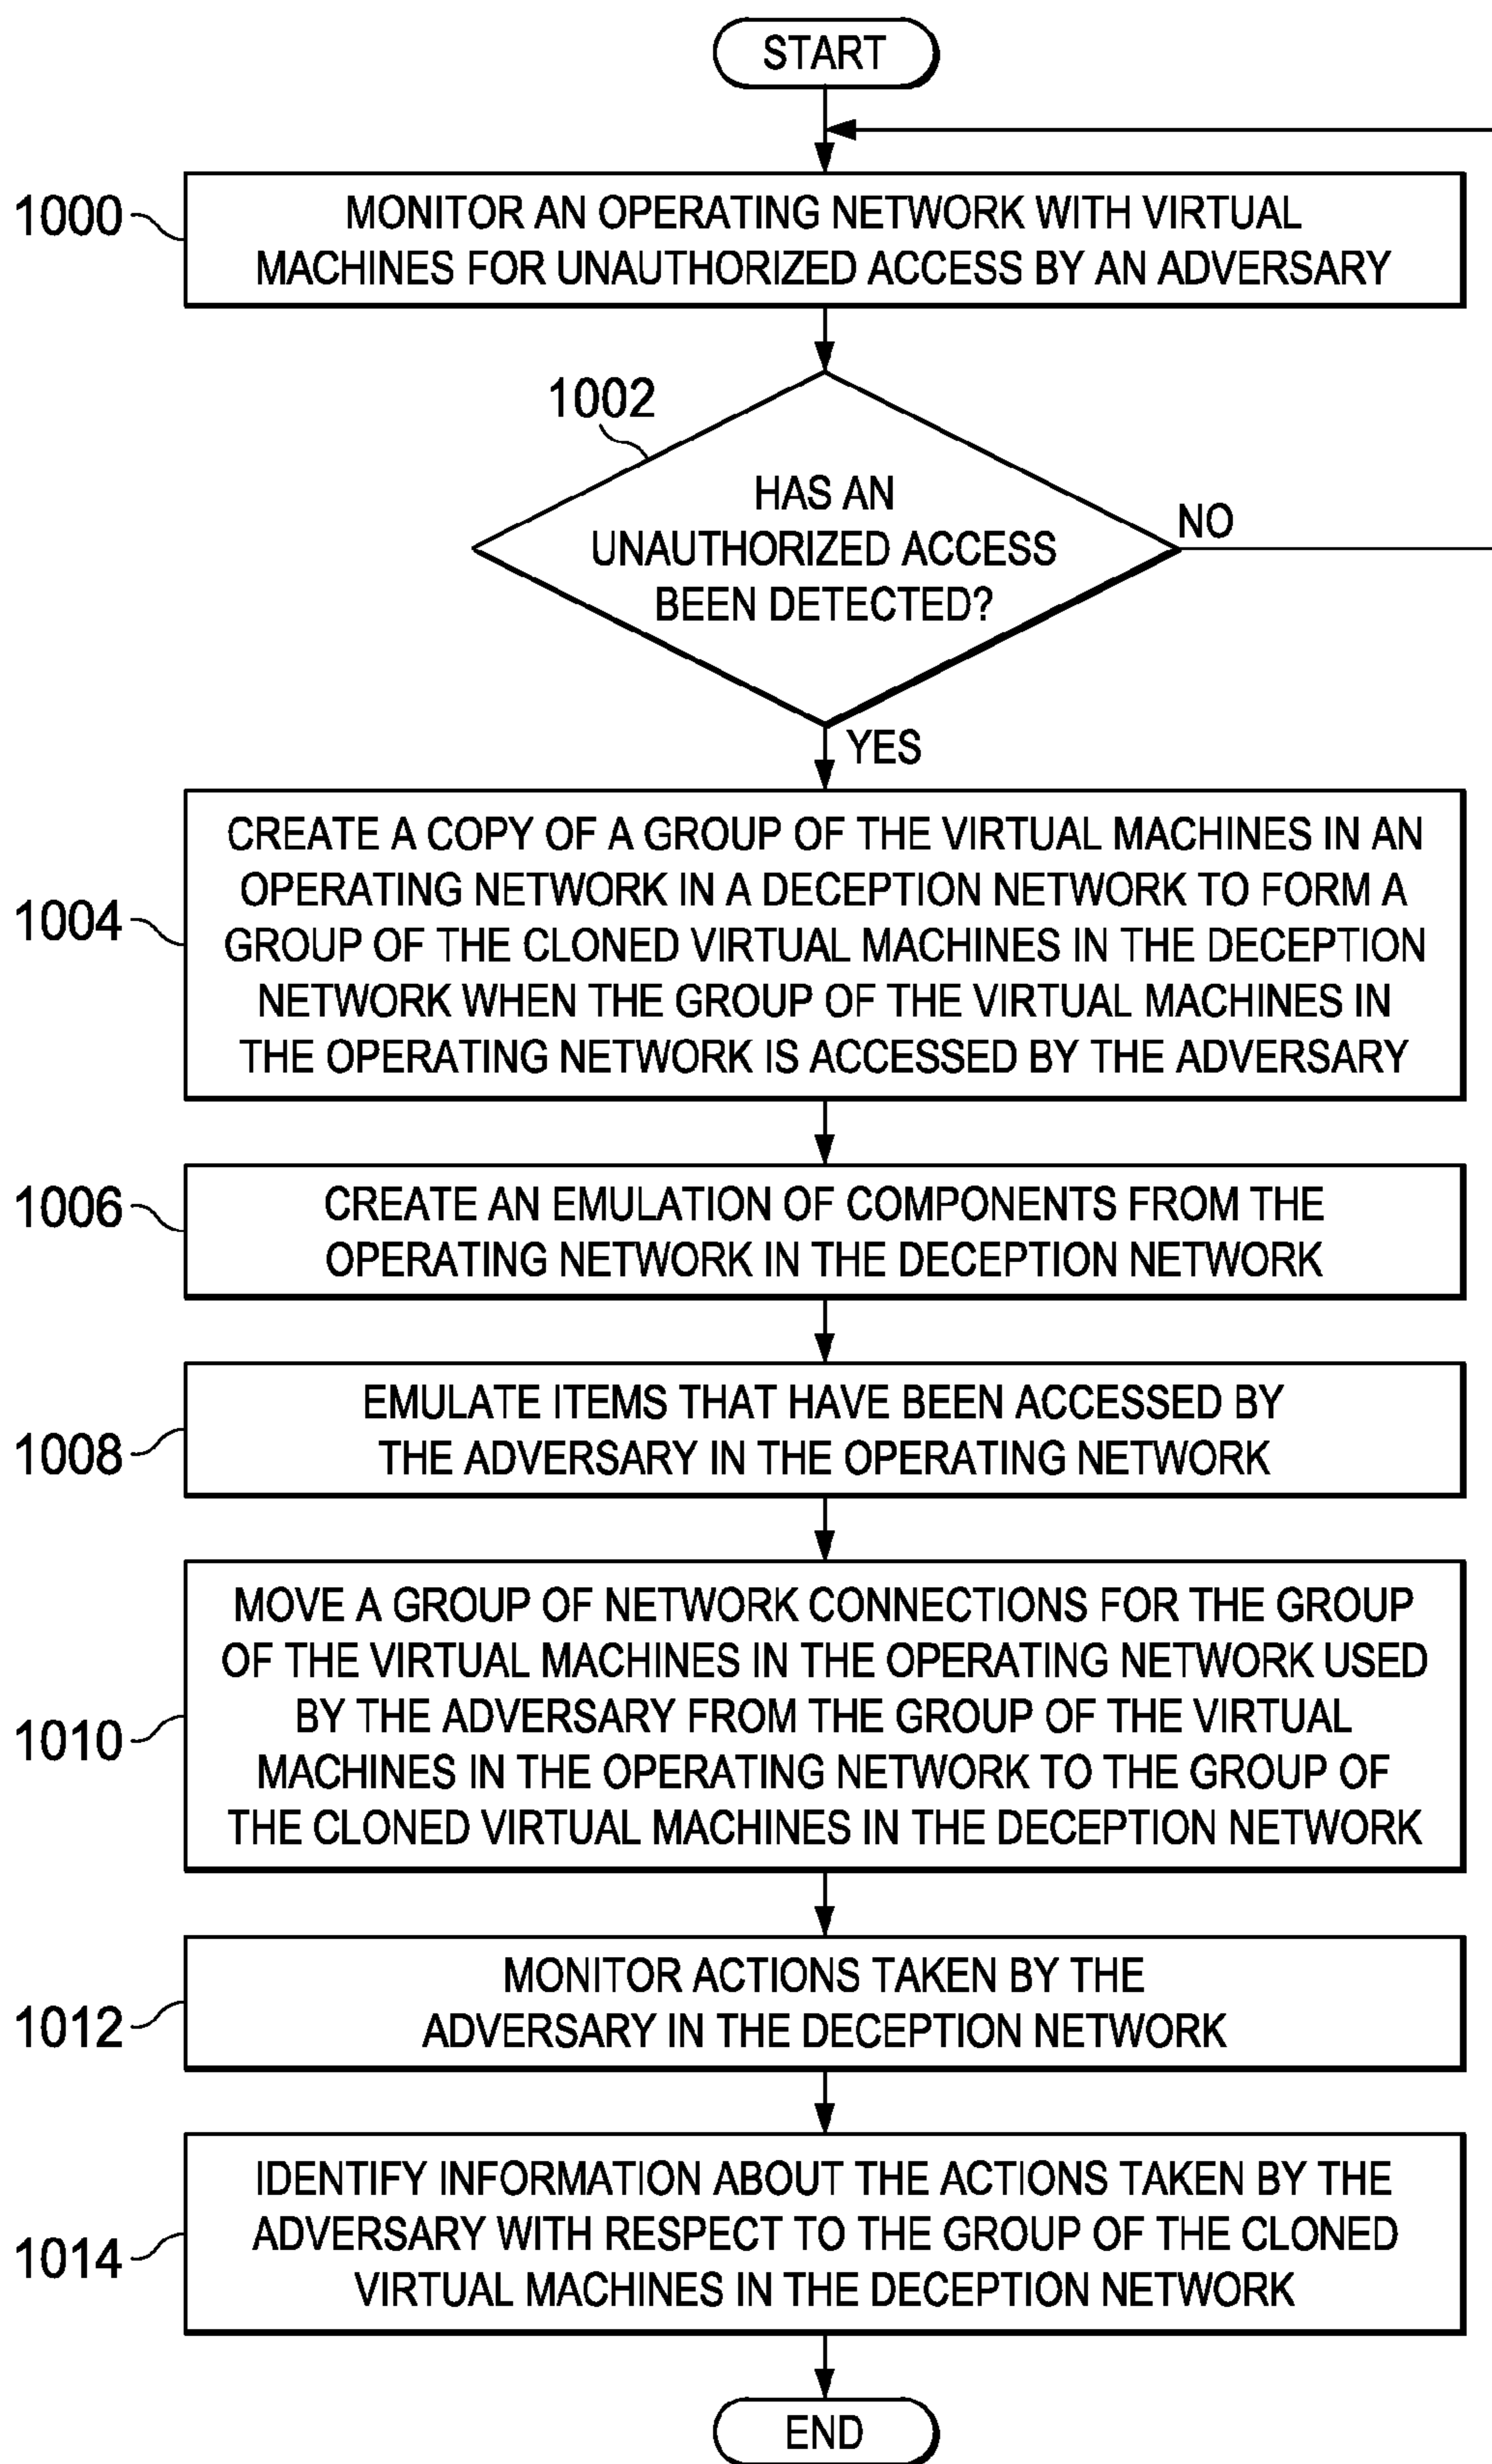 START
1000
MONITOR AN OPERATING NETWORK WITH VIRTUAL
MACHINES FOR UNAUTHORIZED ACCESS BY AN ADVERSARY
1002
HAS AN
UNAUTHORIZED ACCESS
BEEN DETECTED?
NO
YES
1004
CREATE A COPY OF A GROUP OF THE VIRTUAL MACHINES IN AN
OPERATING NETWORK IN A DECEPTION NETWORK TO FORM A
GROUP OF THE CLONED VIRTUAL MACHINES IN THE DECEPTION
NETWORK WHEN THE GROUP OF THE VIRTUAL MACHINES IN
THE OPERATING NETWORK IS ACCESSED BY THE ADVERSARY
1006
CREATE AN EMULATION OF COMPONENTS FROM THE
OPERATING NETWORK IN THE DECEPTION NETWORK
1008
EMULATE ITEMS THAT HAVE BEEN ACCESSED BY
THE ADVERSARY IN THE OPERATING NETWORK
1010
MOVE A GROUP OF NETWORK CONNECTIONS FOR THE GROUP
OF THE VIRTUAL MACHINES IN THE OPERATING NETWORK USED
BY THE ADVERSARY FROM THE GROUP OF THE VIRTUAL
MACHINES IN THE OPERATING NETWORK TO THE GROUP OF
THE CLONED VIRTUAL MACHINES IN THE DECEPTION NETWORK
1012
MONITOR ACTIONS TAKEN BY THE
ADVERSARY IN THE DECEPTION NETWORK
1014
IDENTIFY INFORMATION ABOUT THE ACTIONS TAKEN BY THE
ADVERSARY WITH RESPECT TO THE GROUP OF THE CLONED
VIRTUAL MACHINES IN THE DECEPTION NETWORK
END